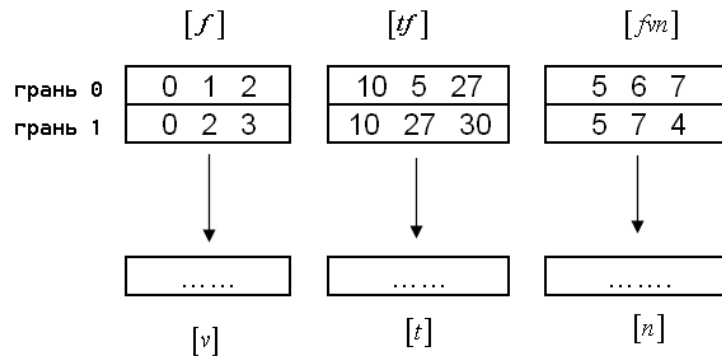 [f] [tf] [fvn]
грань 0 0 1 2 10 5 27 5 6 7
грань 1 0 2 3 10 27 30 5 7 4
...... ...... .......
[v] [t] [n]